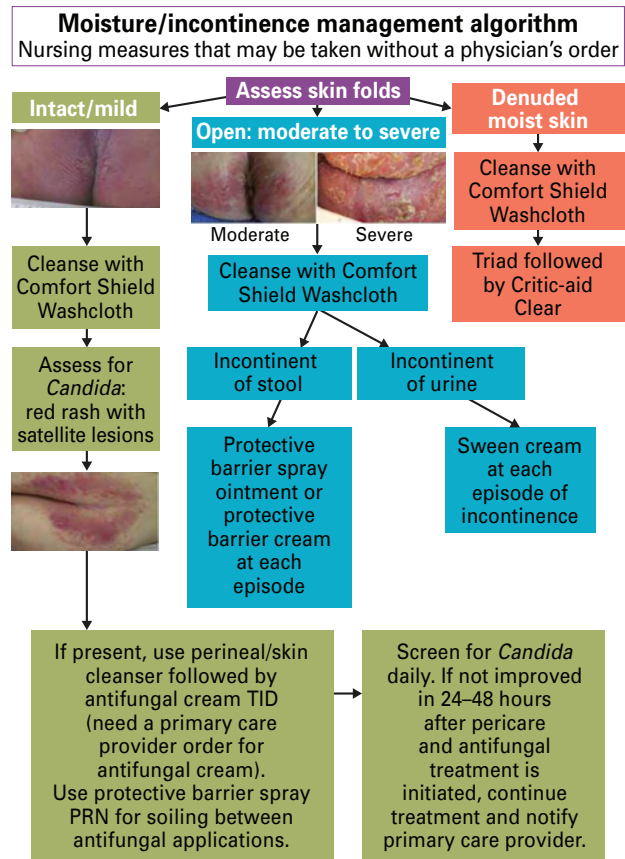 Moisture/incontinence management algorithm
Nursing measures that may be taken without a physician’s order
Assess skin folds
Intact/mild
Cleanse with
Comfort Shield
Washcloth
Assess for
Candida:
red rash with
satellite lesions
If present, use perineal/skin
cleanser followed by
antifungal cream TID
(need a primary care
provider order for
antifungal cream).
Use protective barrier spray
PRN for soiling between
antifungal applications.
Screen for Candida
daily. If not improved
in 24–48 hours
after pericare
and antifungal
treatment is
initiated, continue
treatment and notify
primary care provider.
Open: moderate to severe
Moderate
Severe
Cleanse with Comfort
Shield Washcloth
Incontinent
of stool
Protective
barrier spray
ointment or
protective
barrier cream
at each
episode
Incontinent
of urine
Sween cream
at each
episode of
incontinence
Denuded
moist skin
Cleanse with
Comfort Shield
Washcloth
Triad followed
by Critic-aid
Clear